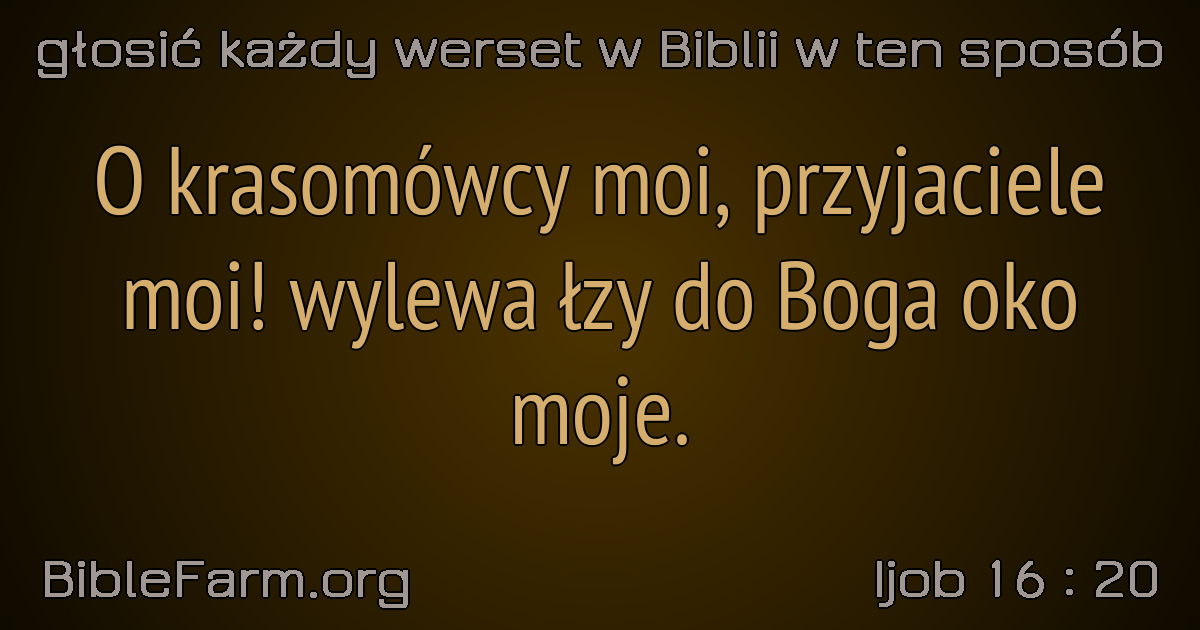 głosić każdy werset w Biblii w ten sposób
O krasomówcy moi, przyjaciele
moi! wylewa łzy do Boga oko
moje.
BibleFarm.org
Ijob 16 : 20